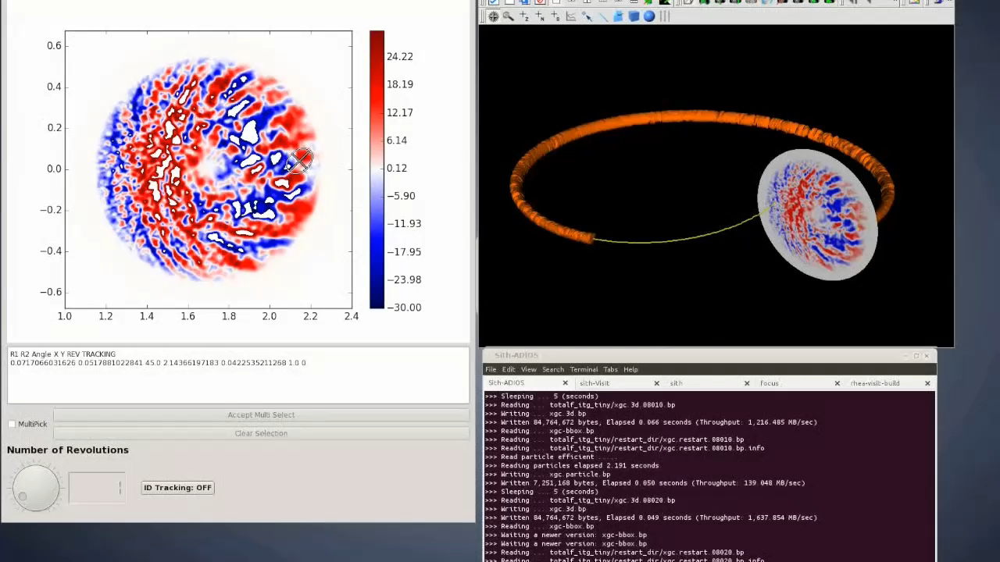 0.6
0.4
0.2
0.0
−0.2
−0.4
−0.6
1.0 1.2 1.4 1.6 1.8 2.0 2.2 2.4
24.22
18.19
12.17
6.14
0.12
−5.90
−11.93
−17.95
−23.98
−30.00
R1 R2 Angle X Y REV TRACKING
0.0717066031626 0.0517881022841 45.0 2.14366197183 0.0422535211268 1.0 0
Accept Multi Select
MultiPick
Clear Selection
Number of Revolutions
ID Tracking: OFF
Sith-ADIOS
File Edit View Search Terminal Tabs Help
Sith-ADIOS sith-Visit sith Focus rhea-visit-build
>>> Sleeping ... 5 (seconds)
>>> Reading ... totalf_itg_tiny/xgc.3d.08010.bp
>>> Writing ... xgc.3d.bp
>>> Written 84,764,672 bytes, Elapsed 0.066 seconds (Throughput: 1,216.485 MB/sec)
>>> Reading ... xgc-bbox.bp
>>> Reading ... totalf_itg_tiny/restart_dir/xgc.restart.08010.bp
>>> Reading ... totalf_itg_tiny/restart_dir/xgc.restart.08010.bp.info
>>> Read particle efficient .....
>>> Reading particles elapsed 2.191 seconds
>>> Writing ... xgc.particle.bp
>>> Written 7,251,168 bytes, Elapsed 0.050 seconds (Throughput: 139.048 MB/sec)
>>> Sleeping ... 5 (seconds)
>>> Reading ... totalf_itg_tiny/xgc.3d.08020.bp
>>> Writing ... xgc.3d.bp
>>> Written 84,764,672 bytes, Elapsed 0.049 seconds (Throughput: 1,637.854 MB/sec)
>>> Reading ... xgc-bbox.bp
>>> Waiting a newer version: xgc-bbox.bp
>>> Waiting a newer version: xgc-bbox.bp
>>> Reading ... totalf_itg_tiny/restart_dir/xgc.restart.08020.bp
>>> Reading ... totalf_itg_tiny/restart_dir/xgc.restart.08020.bp.info